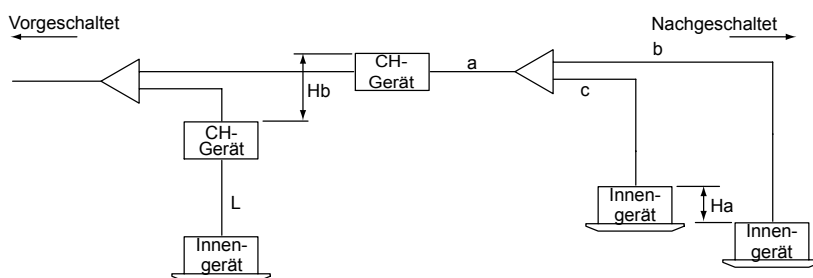 Vorgeschaltet
Nachgeschaltet
b
CH-
Gerät
a
Hb
c
CH-
Gerät
L
Innen-
gerät
Ha
Innen-
gerät
Innen-
gerät